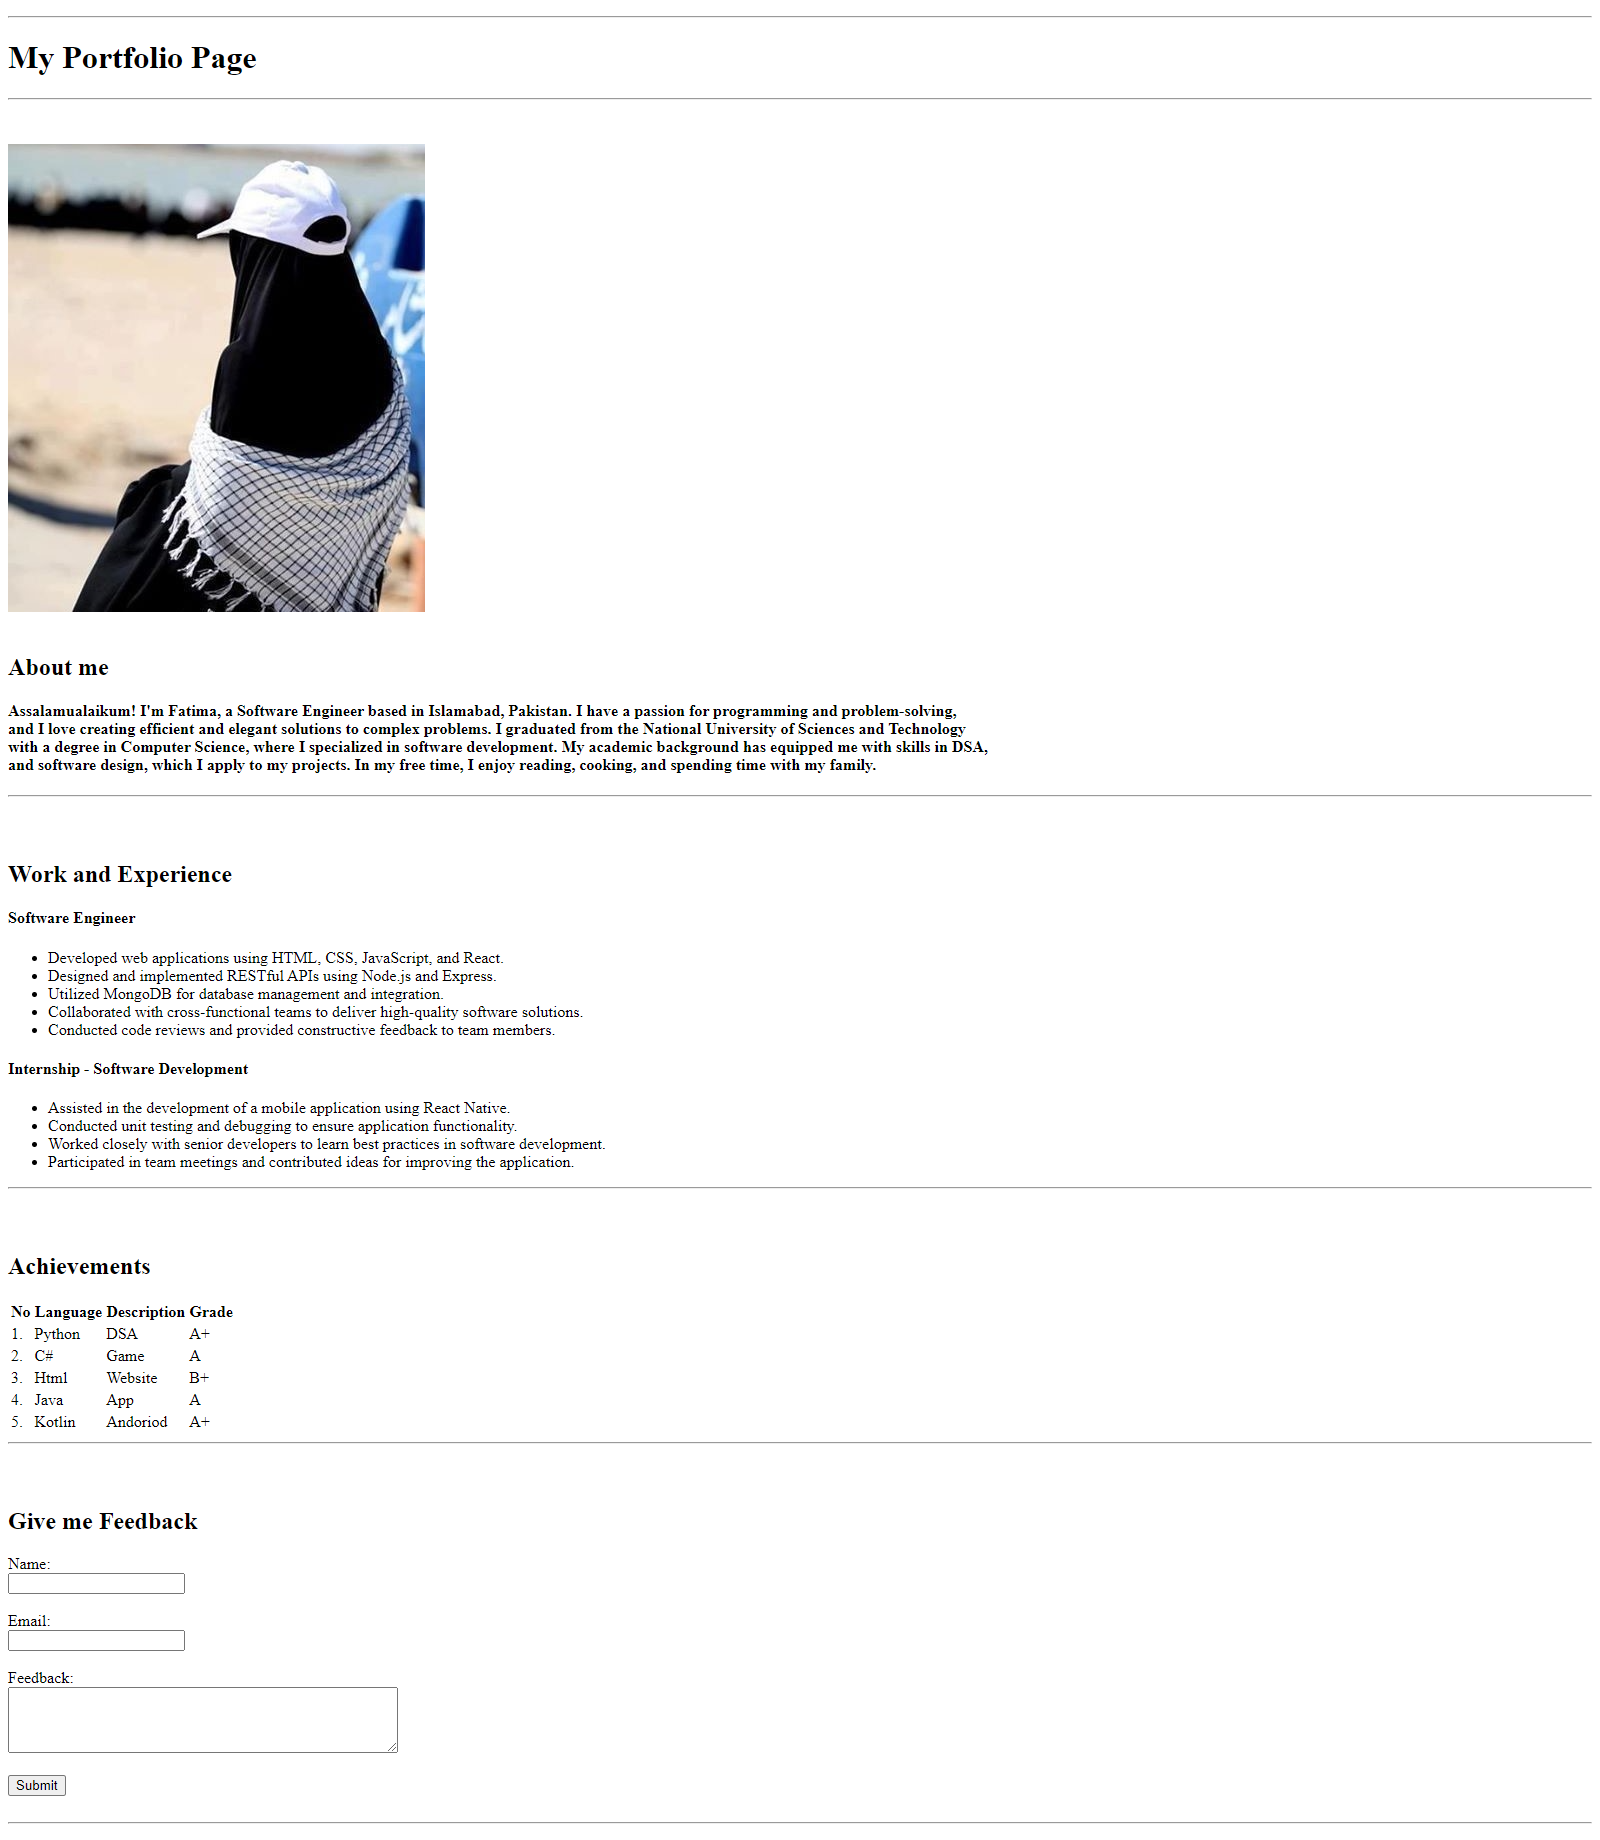 My Portfolio Page
About me
Assalamualaikum! I'm Fatima, a Software Engineer based in Islamabad, Pakistan. I have a passion for programming and problem-solving,
and I love creating efficient and elegant solutions to complex problems. I graduated from the National University of Sciences and Technology
with a degree in Computer Science, where I specialized in software development. My academic background has equipped me with skills in DSA,
and software design, which I apply to my projects. In my free time, I enjoy reading, cooking, and spending time with my family.
Work and Experience
Software Engineer
• Developed web applications using HTML, CSS, JavaScript, and React.
• Designed and implemented RESTful APIs using Node.js and Express.
• Utilized MongoDB for database management and integration.
• Collaborated with cross-functional teams to deliver high-quality software solutions.
• Conducted code reviews and provided constructive feedback to team members.
Internship - Software Development
• Assisted in the development of a mobile application using React Native.
• Conducted unit testing and debugging to ensure application functionality.
• Worked closely with senior developers to learn best practices in software development.
• Participated in team meetings and contributed ideas for improving the application.
Achievements
No Language Description Grade
1. Python DSA A+
2. C# Game A
3. Html Website B+
4. Java App A
5. Kotlin Andoriod A+
Give me Feedback
Name:
Email:
Feedback:
Submit